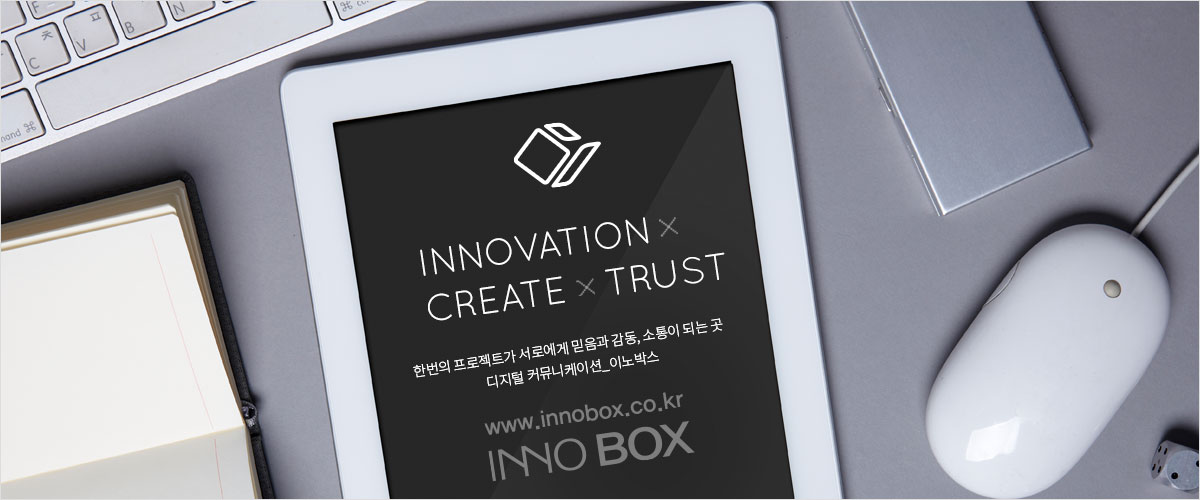 F
G
ㅊ
C
ㅍ
V
B
N
mand ⌘
⌘
INNOVATION ×
CREATE × TRUST
한번의 프로젝트가 서로에게 믿음과 감동, 소통이 되는 곳
디지털 커뮤니케이션_이노박스
www.innobox.co.kr
INNO BOX